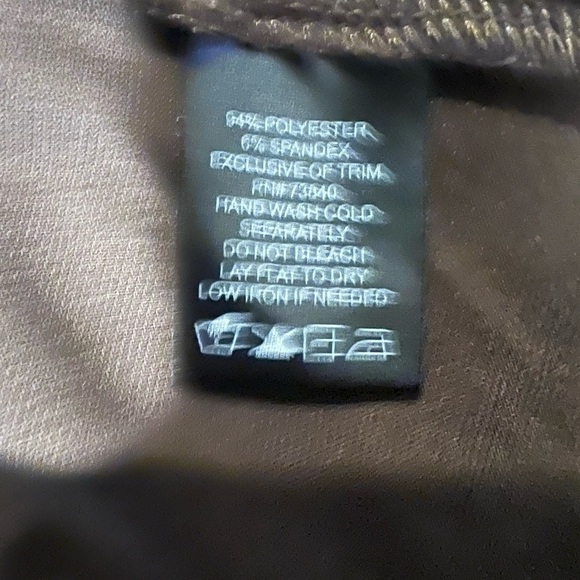 94% POLYESTER
6% SPANDEX
EXCLUSIVE OF TRIM
RN#73840
HAND WASH COLD
SEPARATELY
DO NOT BLEACH
LAY FLAT TO DRY
LOW IRON IF NEEDED